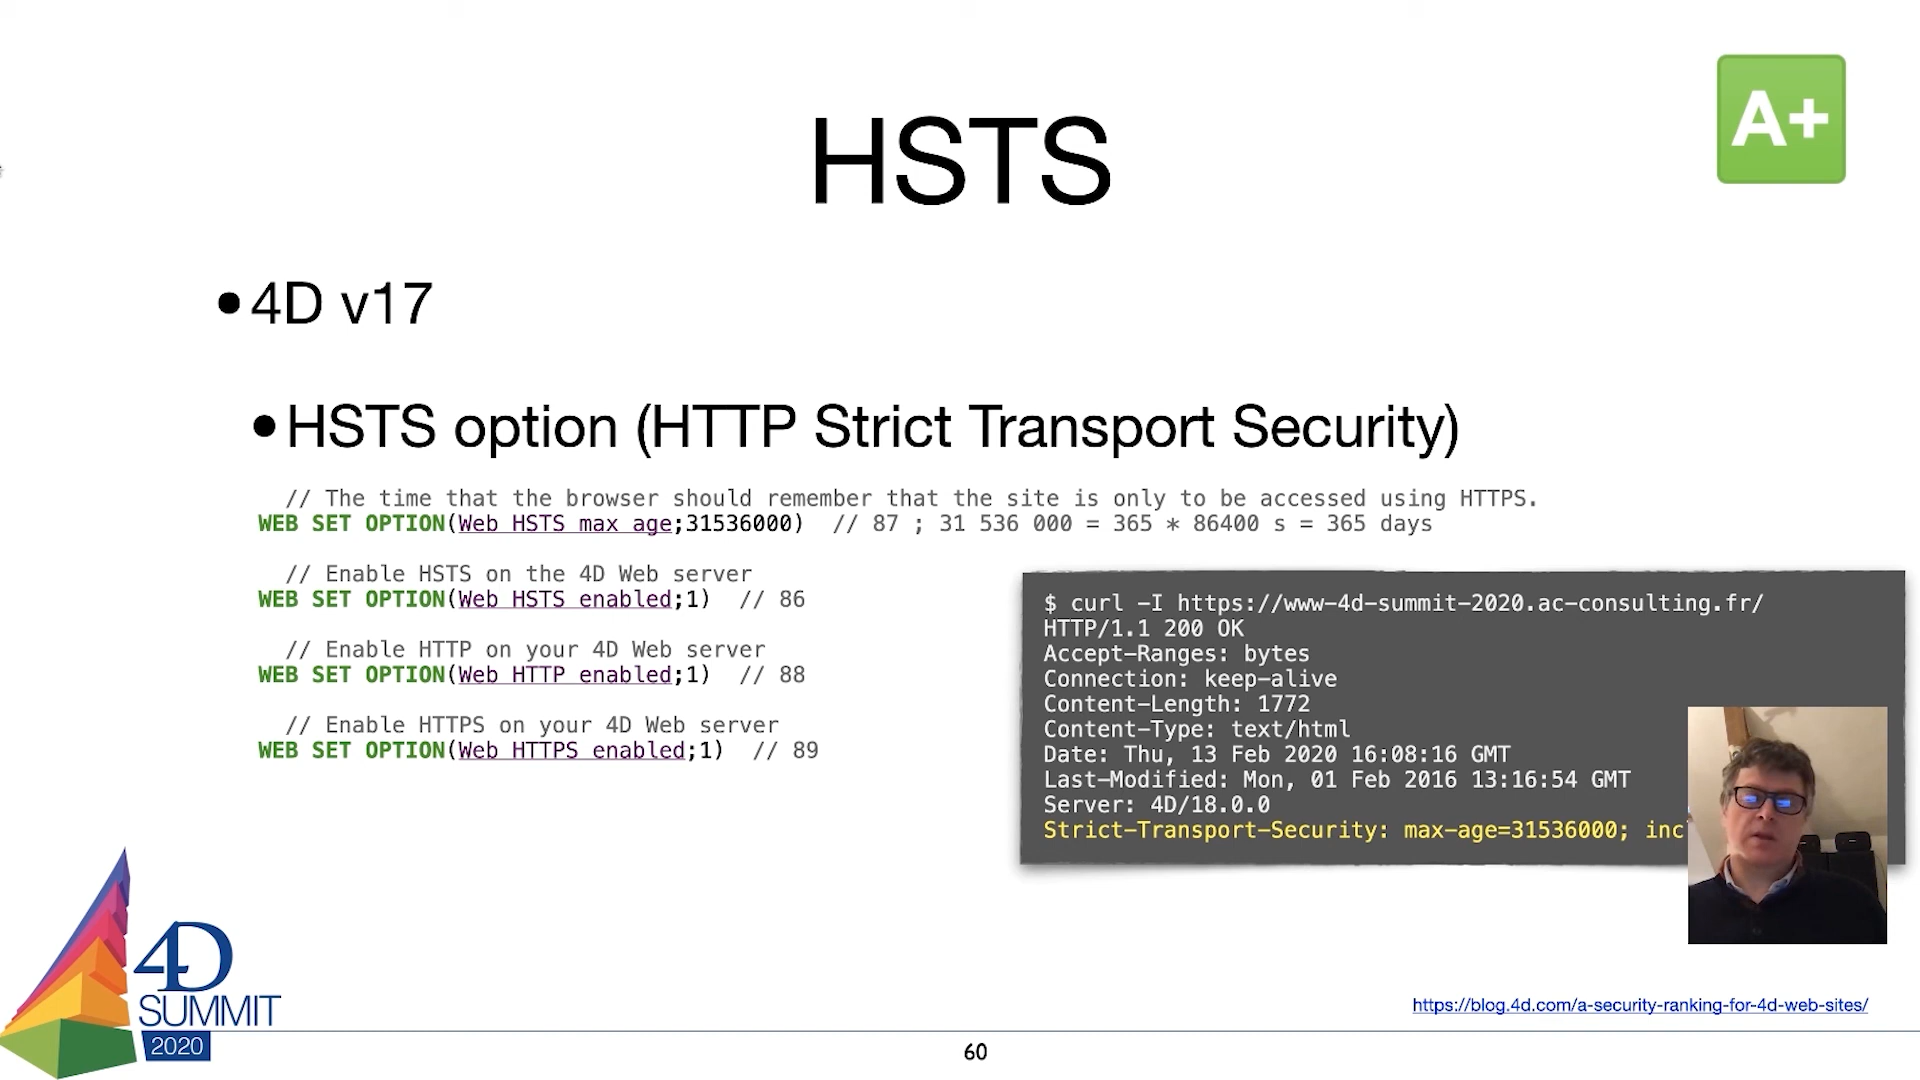 A+
HSTS
•4D v17
•HSTS option (HTTP Strict Transport Security)
// The time that the browser should remember that the site is only to be accessed using HTTPS.
WEB SET OPTION(Web HSTS max age;31536000)  // 87 ; 31 536 000 = 365 * 86400 s = 365 days
// Enable HSTS on the 4D Web server
WEB SET OPTION(Web HSTS enabled;1)  // 86
// Enable HTTP on your 4D Web server
WEB SET OPTION(Web HTTP enabled;1)  // 88
// Enable HTTPS on your 4D Web server
WEB SET OPTION(Web HTTPS enabled;1)  // 89
$ curl -I https://www-4d-summit-2020.ac-consulting.fr/
HTTP/1.1 200 OK
Accept-Ranges: bytes
Connection: keep-alive
Content-Length: 1772
Content-Type: text/html
Date: Thu, 13 Feb 2020 16:08:16 GMT
Last-Modified: Mon, 01 Feb 2016 13:16:54 GMT
Server: 4D/18.0.0
Strict-Transport-Security: max-age=31536000; inc
4D
SUMMIT
2020
https://blog.4d.com/a-security-ranking-for-4d-web-sites/
60